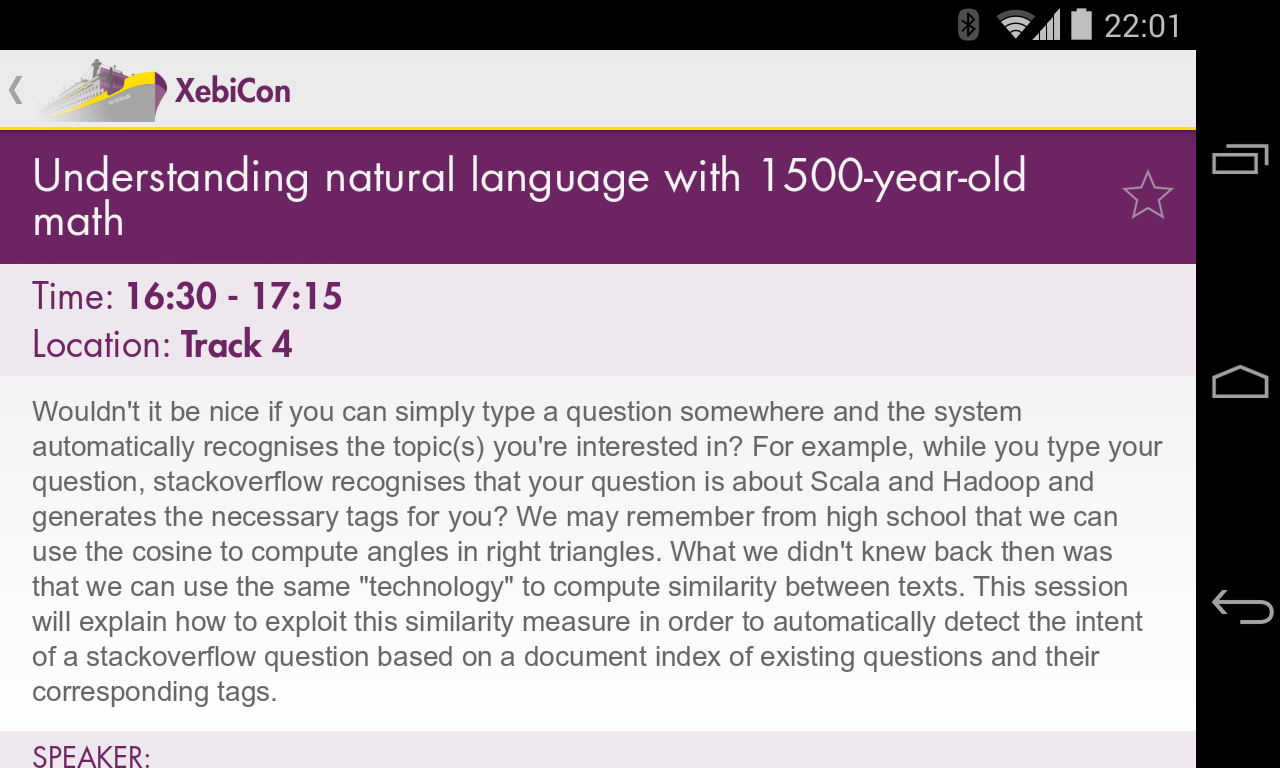 22:01
XebiCon
Understanding natural language with 1500-year-old
math
Time: 16:30 - 17:15
Location: Track 4
Wouldn't it be nice if you can simply type a question somewhere and the system
automatically recognises the topic(s) you're interested in? For example, while you type your
question, stackoverflow recognises that your question is about Scala and Hadoop and
generates the necessary tags for you? We may remember from high school that we can
use the cosine to compute angles in right triangles. What we didn't knew back then was
that we can use the same "technology" to compute similarity between texts. This session
will explain how to exploit this similarity measure in order to automatically detect the intent
of a stackoverflow question based on a document index of existing questions and their
corresponding tags.
SPEAKER: